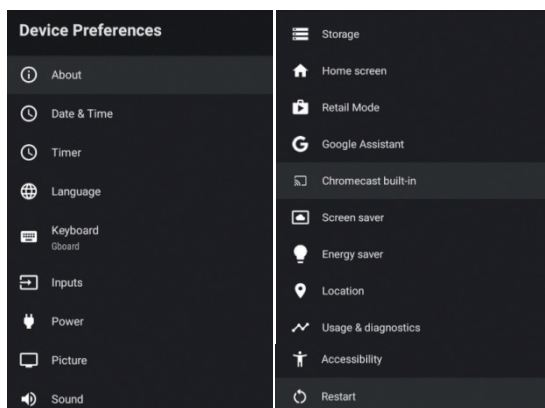 Device Preferences
About
Date & Time
Timer
Language
Keyboard
Gboard
Inputs
Power
Picture
Sound
Storage
Home screen
Retail Mode
Google Assistant
Chromecast built-in
Screen saver
Energy saver
Location
Usage & diagnostics
Accessibility
Restart